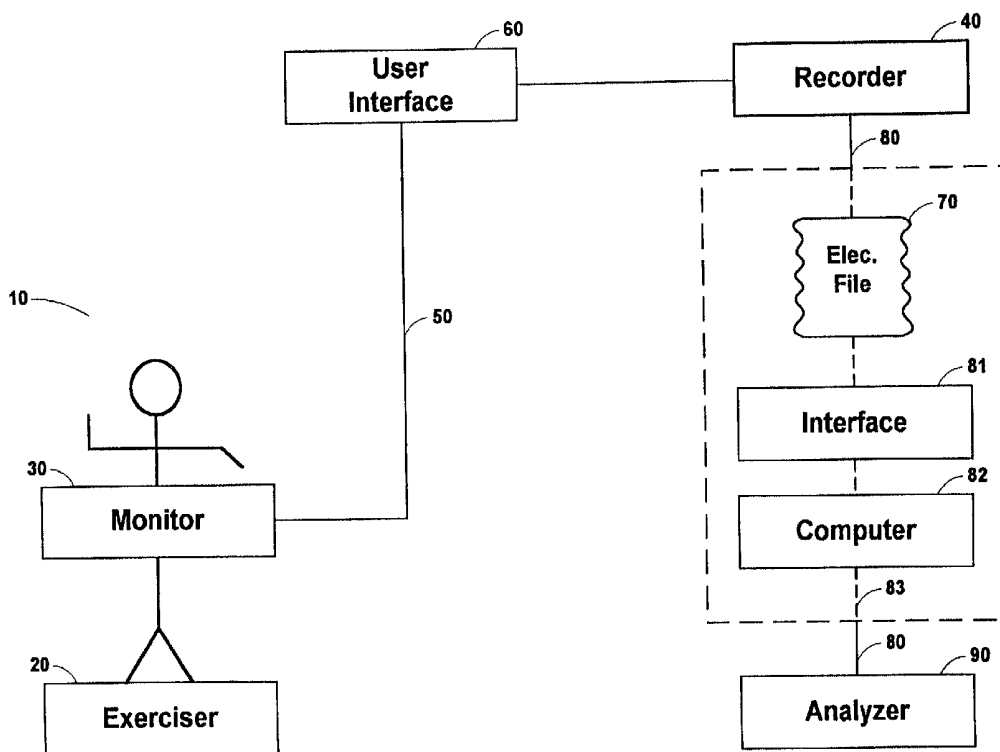 60
User
Interface
40
Recorder
80
70
Elec.
File
10
50
81
Interface
30
Monitor
82
Computer
83
20
Exerciser
80
90
Analyzer